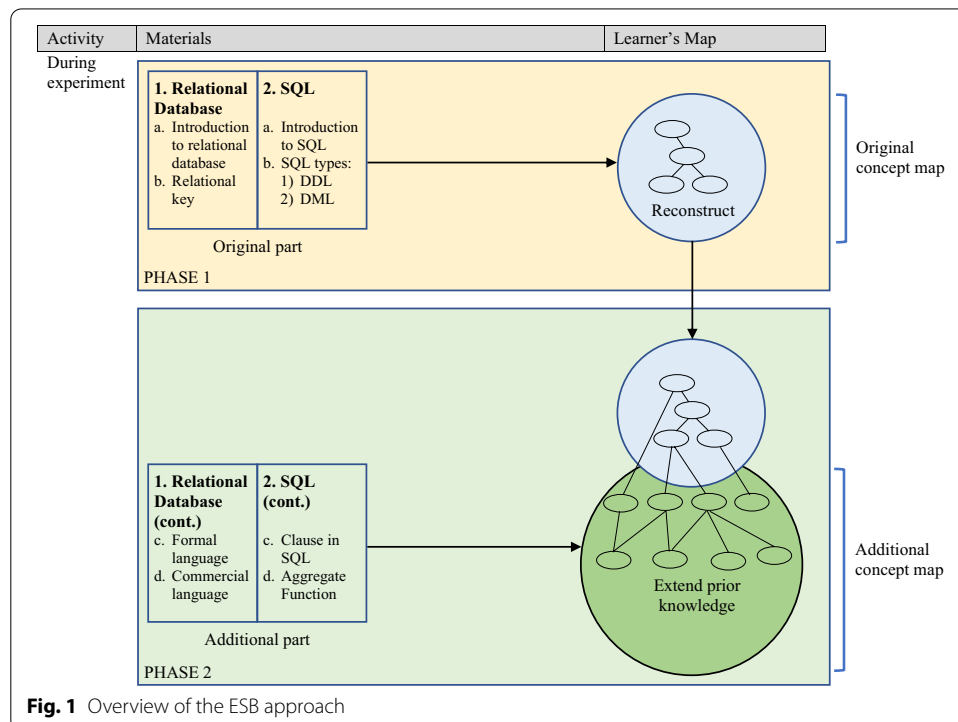 Activity Materials Learner's Map
During
experiment
1. Relational
Database
a. Introduction
to relational
database
b. Relational
key
2. SQL
a. Introduction
to SQL
b. SQL types:
1) DDL
2) DML
Original part
PHASE 1
Reconstruct
Original
concept map
1. Relational
Database
(cont.)
c. Formal
language
d. Commercial
language
2. SQL
(cont.)
c. Clause in
SQL
d. Aggregate
Function
Additional part
PHASE 2
Extend prior
knowledge
Additional
concept map
Fig. 1 Overview of the ESB approach